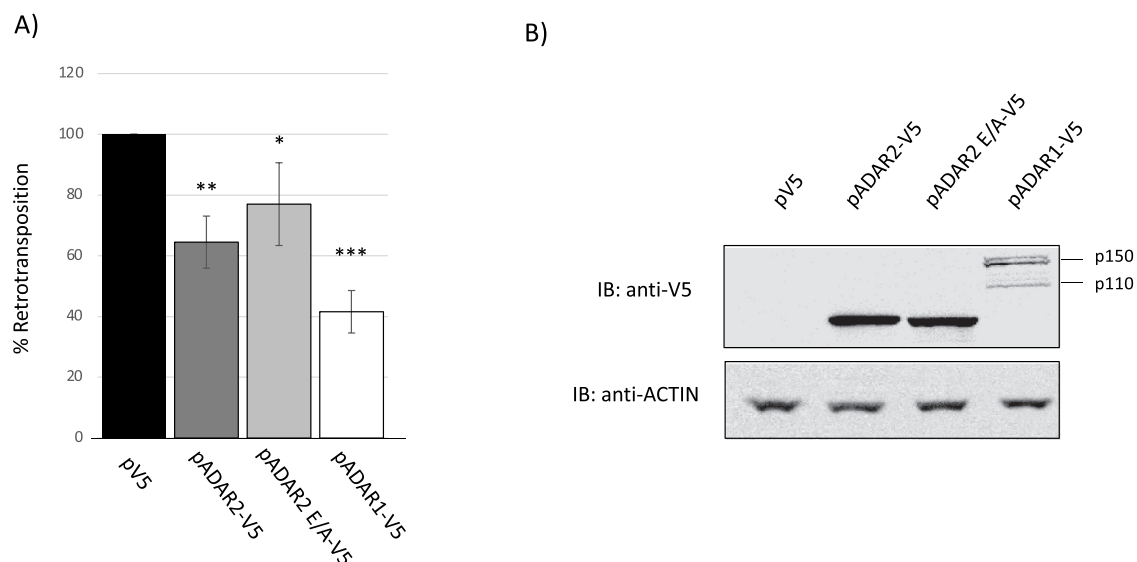 A)
120
100
80
60
40
20
0
% Retrotransposition
**
*
***
pV5
pADAR2-V5
pADAR2 E/A-V5
pADAR1-V5
B)
pV5
pADAR2-V5
pADAR2 E/A-V5
pADAR1-V5
IB: anti-V5
p150
p110
IB: anti-ACTIN